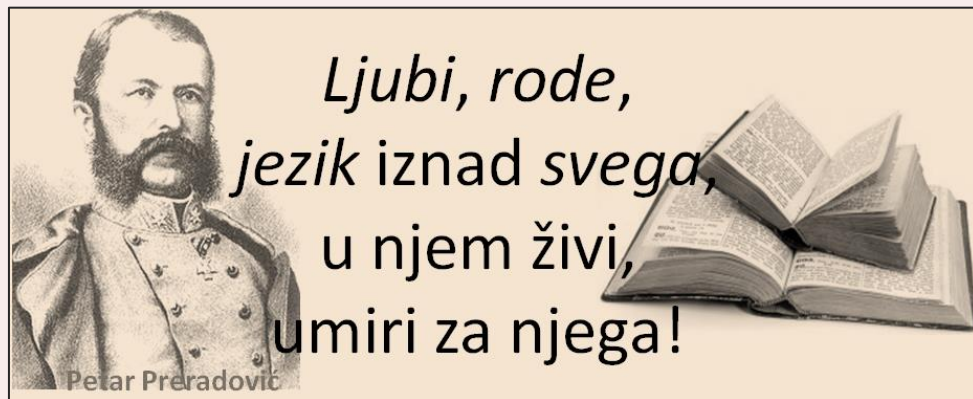 Ljubi, rode,
jezik iznad svega,
u njem živi,
umiri za njega!
Petar Preradović